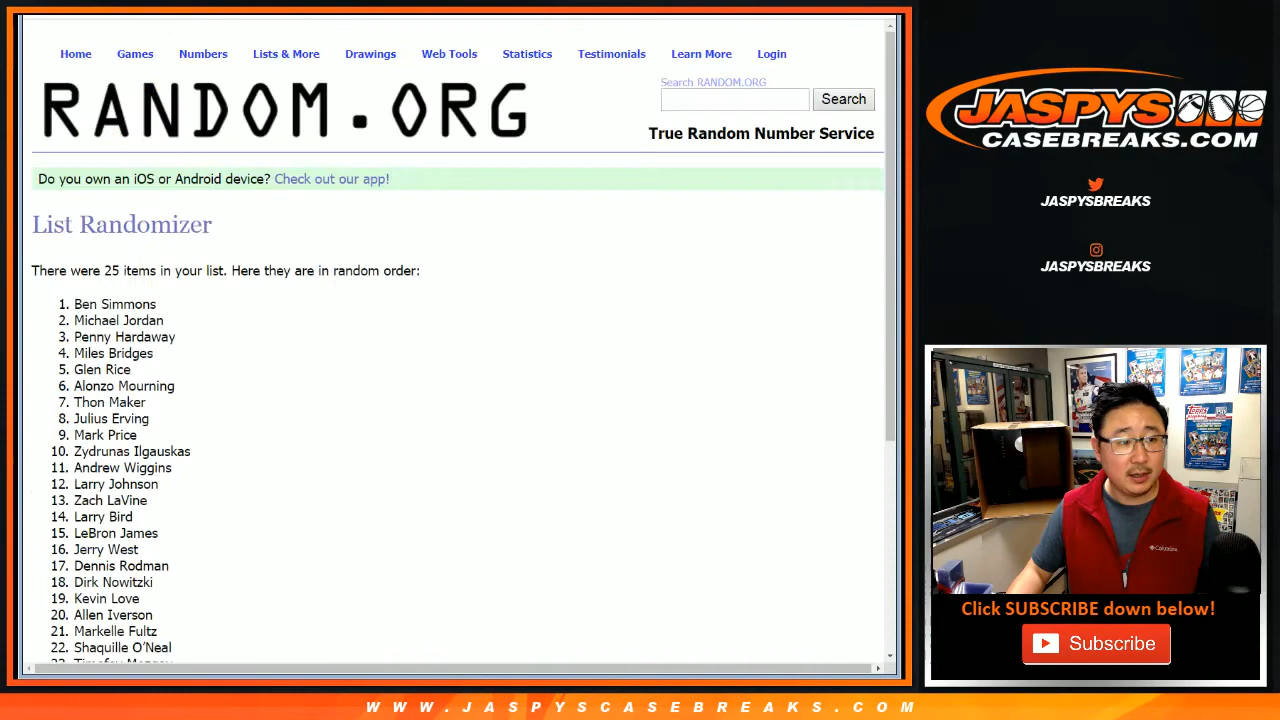 Home Games Numbers Lists & More Drawings Web Tools Statistics Testimonials Learn More Login
RANDOM.ORG
Search RANDOM.ORG
Search
True Random Number Service
Do you own an iOS or Android device? Check out our app!
List Randomizer
There were 25 items in your list. Here they are in random order:
1. Ben Simmons
2. Michael Jordan
3. Penny Hardaway
4. Miles Bridges
5. Glen Rice
6. Alonzo Mourning
7. Thon Maker
8. Julius Erving
9. Mark Price
10. Zydrunas Ilgauskas
11. Andrew Wiggins
12. Larry Johnson
13. Zach LaVine
14. Larry Bird
15. LeBron James
16. Jerry West
17. Dennis Rodman
18. Dirk Nowitzki
19. Kevin Love
20. Allen Iverson
21. Markelle Fultz
22. Shaquille O'Neal
JASPYS
CASEBREAKS.COM
JASPYSBREAKS
JASPYSBREAKS
Columbia
Click SUBSCRIBE down below!
Subscribe
WWW.JASPYSCASEBREAKS.COM